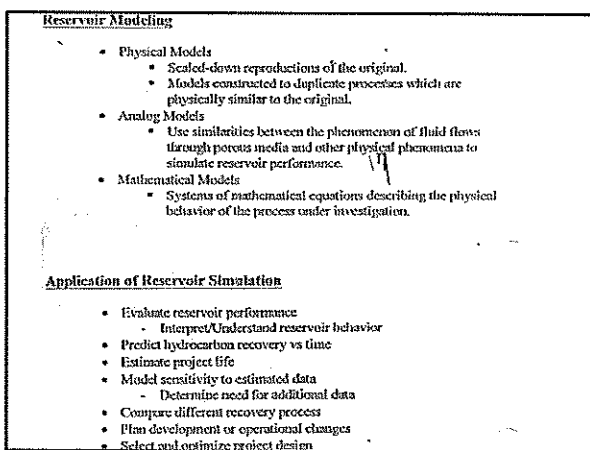 Reservoir Modeling
• Physical Models
▪ Scaled-down reproductions of the original.
▪ Models constructed to duplicate processes which are
physically similar to the original.
• Analog Models
▪ Use similarities between the phenomenon of fluid flows
through porous media and other physical phenomena to
simulate reservoir performance.
• Mathematical Models
▪ Systems of mathematical equations describing the physical
behavior of the process under investigation.
Application of Reservoir Simulation
• Evaluate reservoir performance
- Interpret/Understand reservoir behavior
• Predict hydrocarbon recovery vs time
• Estimate project life
• Model sensitivity to estimated data
- Determine need for additional data
• Compare different recovery process
• Plan development or operational changes
• Select and optimize project design